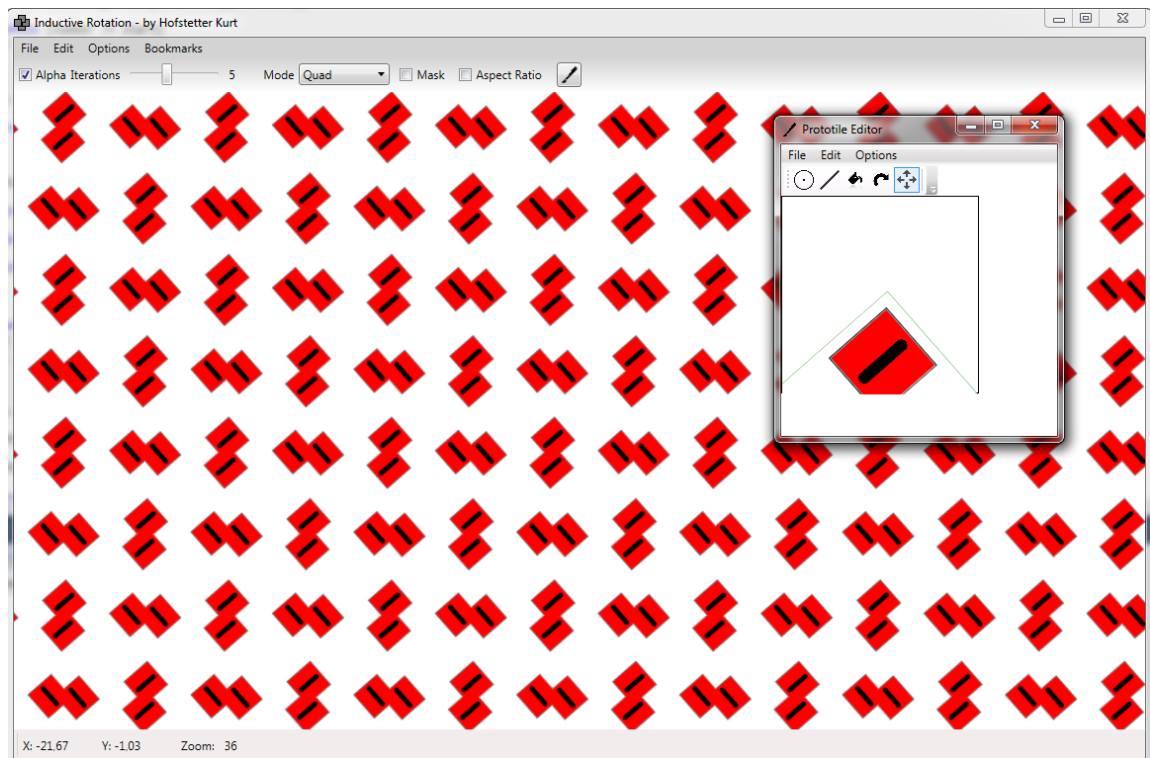 Inductive Rotation - by Hofstetter Kurt
File Edit Options Bookmarks
Alpha Iterations 5 Mode Quad Mask Aspect Ratio
Prototile Editor
File Edit Options
X: -21.67 Y: -1.03 Zoom: 36